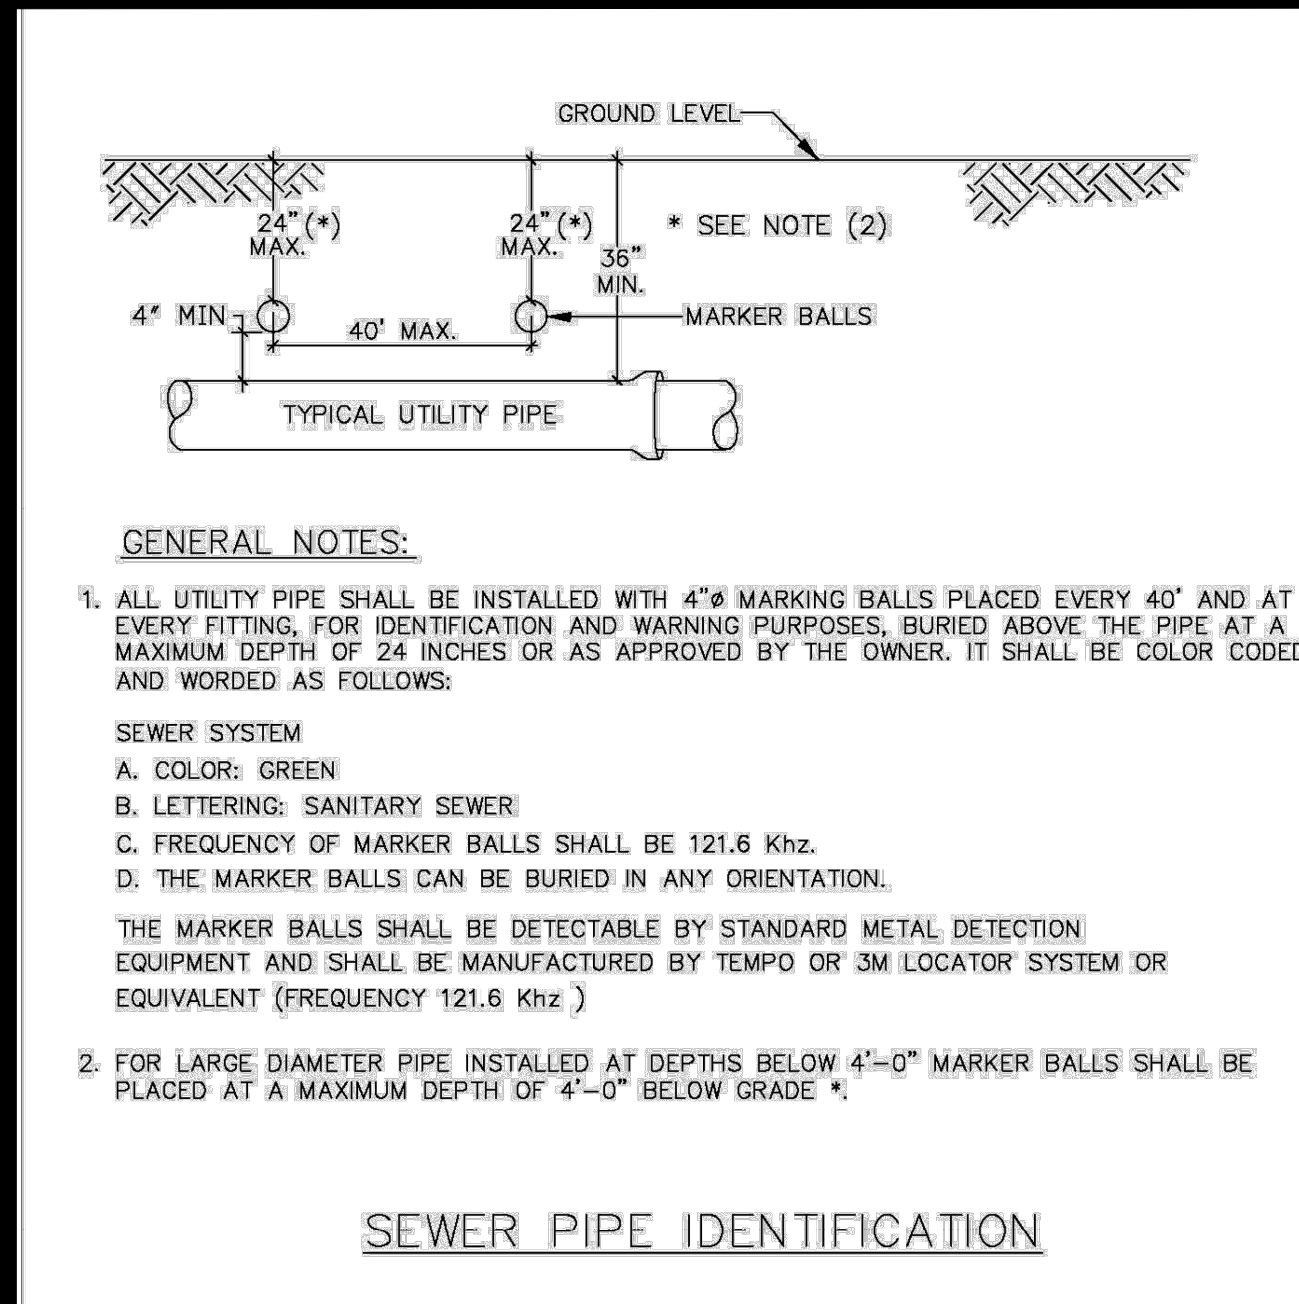 GROUND LEVEL
24"(*)
MAX.
24"(*)
MAX.
* SEE NOTE (2)
36"
MIN.
4" MIN
40' MAX.
MARKER BALLS
TYPICAL UTILITY PIPE
GENERAL NOTES:
1. ALL UTILITY PIPE SHALL BE INSTALLED WITH 4"ø MARKING BALLS PLACED EVERY 40' AND AT
EVERY FITTING, FOR IDENTIFICATION AND WARNING PURPOSES, BURIED ABOVE THE PIPE AT A
MAXIMUM DEPTH OF 24 INCHES OR AS APPROVED BY THE OWNER. IT SHALL BE COLOR CODED
AND WORDED AS FOLLOWS:
SEWER SYSTEM
A. COLOR: GREEN
B. LETTERING: SANITARY SEWER
C. FREQUENCY OF MARKER BALLS SHALL BE 121.6 Khz.
D. THE MARKER BALLS CAN BE BURIED IN ANY ORIENTATION.
THE MARKER BALLS SHALL BE DETECTABLE BY STANDARD METAL DETECTION
EQUIPMENT AND SHALL BE MANUFACTURED BY TEMPO OR 3M LOCATOR SYSTEM OR
EQUIVALENT (FREQUENCY 121.6 Khz )
2. FOR LARGE DIAMETER PIPE INSTALLED AT DEPTHS BELOW 4'-0" MARKER BALLS SHALL BE
PLACED AT A MAXIMUM DEPTH OF 4'-0" BELOW GRADE *.
SEWER PIPE IDENTIFICATION